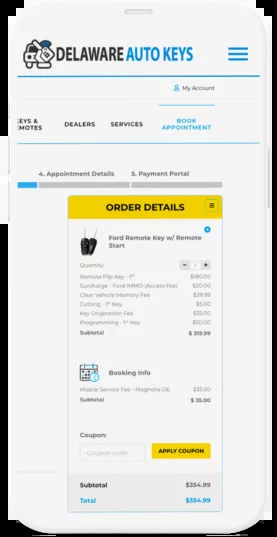 DELAWARE AUTO KEYS
My Account
KEYS & REMOTES
DEALERS
SERVICES
BOOK APPOINTMENT
4. Appointment Details
5. Payment Portal
ORDER DETAILS
Ford Remote Key w/ Remote
Start
Quantity - 1 +
Remote Flip Key - 1st $180.00
Surcharge - Ford IMMO (Access Fee) $20.00
Clear Vehicle Memory Fee $29.99
Cutting - 1st Key $5.00
Key Origination Fee $35.00
Programming - 1st Key $50.00
Subtotal $ 319.99
Booking Info
Mobile Service Fee - Magnolia DE $35.00
Subtotal $ 35.00
Coupon:
Coupon code
APPLY COUPON
Subtotal $354.99
Total $354.99